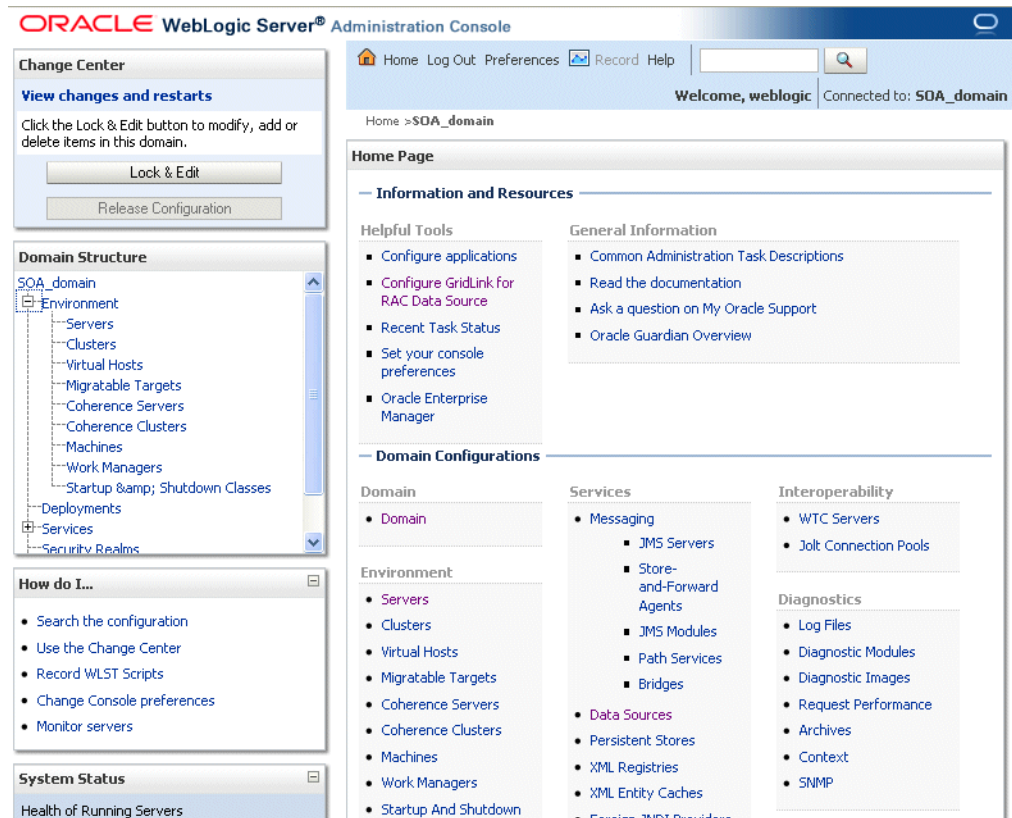 ORACLE WebLogic Server® Administration Console
Change Center
View changes and restarts
Click the Lock & Edit button to modify, add or
delete items in this domain.
Lock & Edit
Release Configuration
Domain Structure
SOA_domain
Environment
Servers
Clusters
Virtual Hosts
Migratable Targets
Coherence Servers
Coherence Clusters
Machines
Work Managers
Startup &amp; Shutdown Classes
Deployments
Services
Security Realms
How do I...
Search the configuration
Use the Change Center
Record WLST Scripts
Change Console preferences
Monitor servers
System Status
Health of Running Servers
Home Log Out Preferences Record Help
Welcome, weblogic Connected to: SOA_domain
Home >SOA_domain
Home Page
Information and Resources
Helpful Tools
Configure applications
Configure GridLink for
RAC Data Source
Recent Task Status
Set your console
preferences
Oracle Enterprise
Manager
General Information
Common Administration Task Descriptions
Read the documentation
Ask a question on My Oracle Support
Oracle Guardian Overview
Domain Configurations
Domain
Domain
Environment
Servers
Clusters
Virtual Hosts
Migratable Targets
Coherence Servers
Coherence Clusters
Machines
Work Managers
Startup And Shutdown
Services
Messaging
JMS Servers
Store-
and-Forward
Agents
JMS Modules
Path Services
Bridges
Data Sources
Persistent Stores
XML Registries
XML Entity Caches
Foreign JNDI Providers
Interoperability
WTC Servers
Jolt Connection Pools
Diagnostics
Log Files
Diagnostic Modules
Diagnostic Images
Request Performance
Archives
Context
SNMP